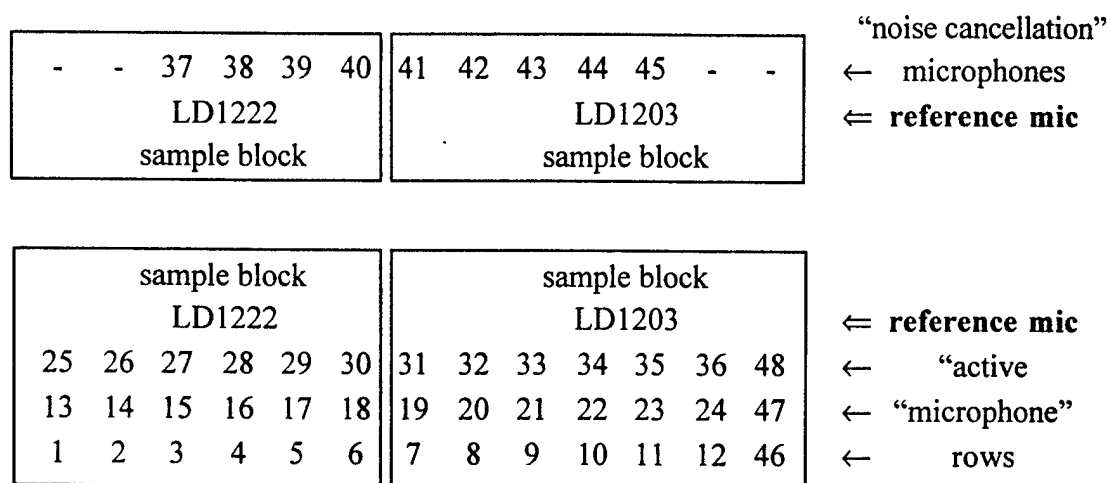 “noise cancellation”
- - 37 38 39 40 41 42 43 44 45 - - ← microphones
LD1222 LD1203 ⇐ reference mic
sample block sample block
sample block sample block
LD1222 LD1203 ⇐ reference mic
25 26 27 28 29 30 31 32 33 34 35 36 48 ← “active
13 14 15 16 17 18 19 20 21 22 23 24 47 ← “microphone”
1 2 3 4 5 6 7 8 9 10 11 12 46 ← rows